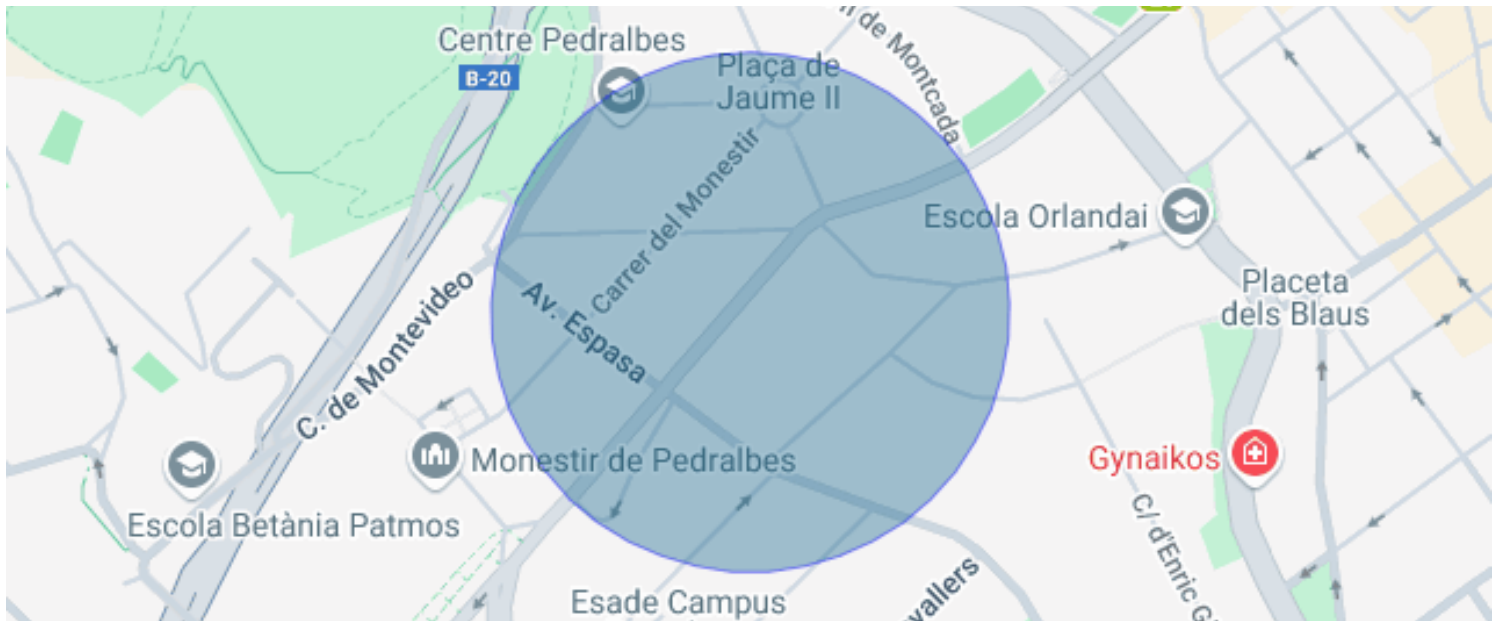 Centre Pedralbes
B-20
Plaça de
Jaume II
de Montcada
Carrer del Monestir
Escola Orlandai
Av. Espasa
C. de Montevideo
Placeta
dels Blaus
Monestir de Pedralbes
Gynaikos
Escola Betània Patmos
C/ d'Enric G
Esade Campus
vallers